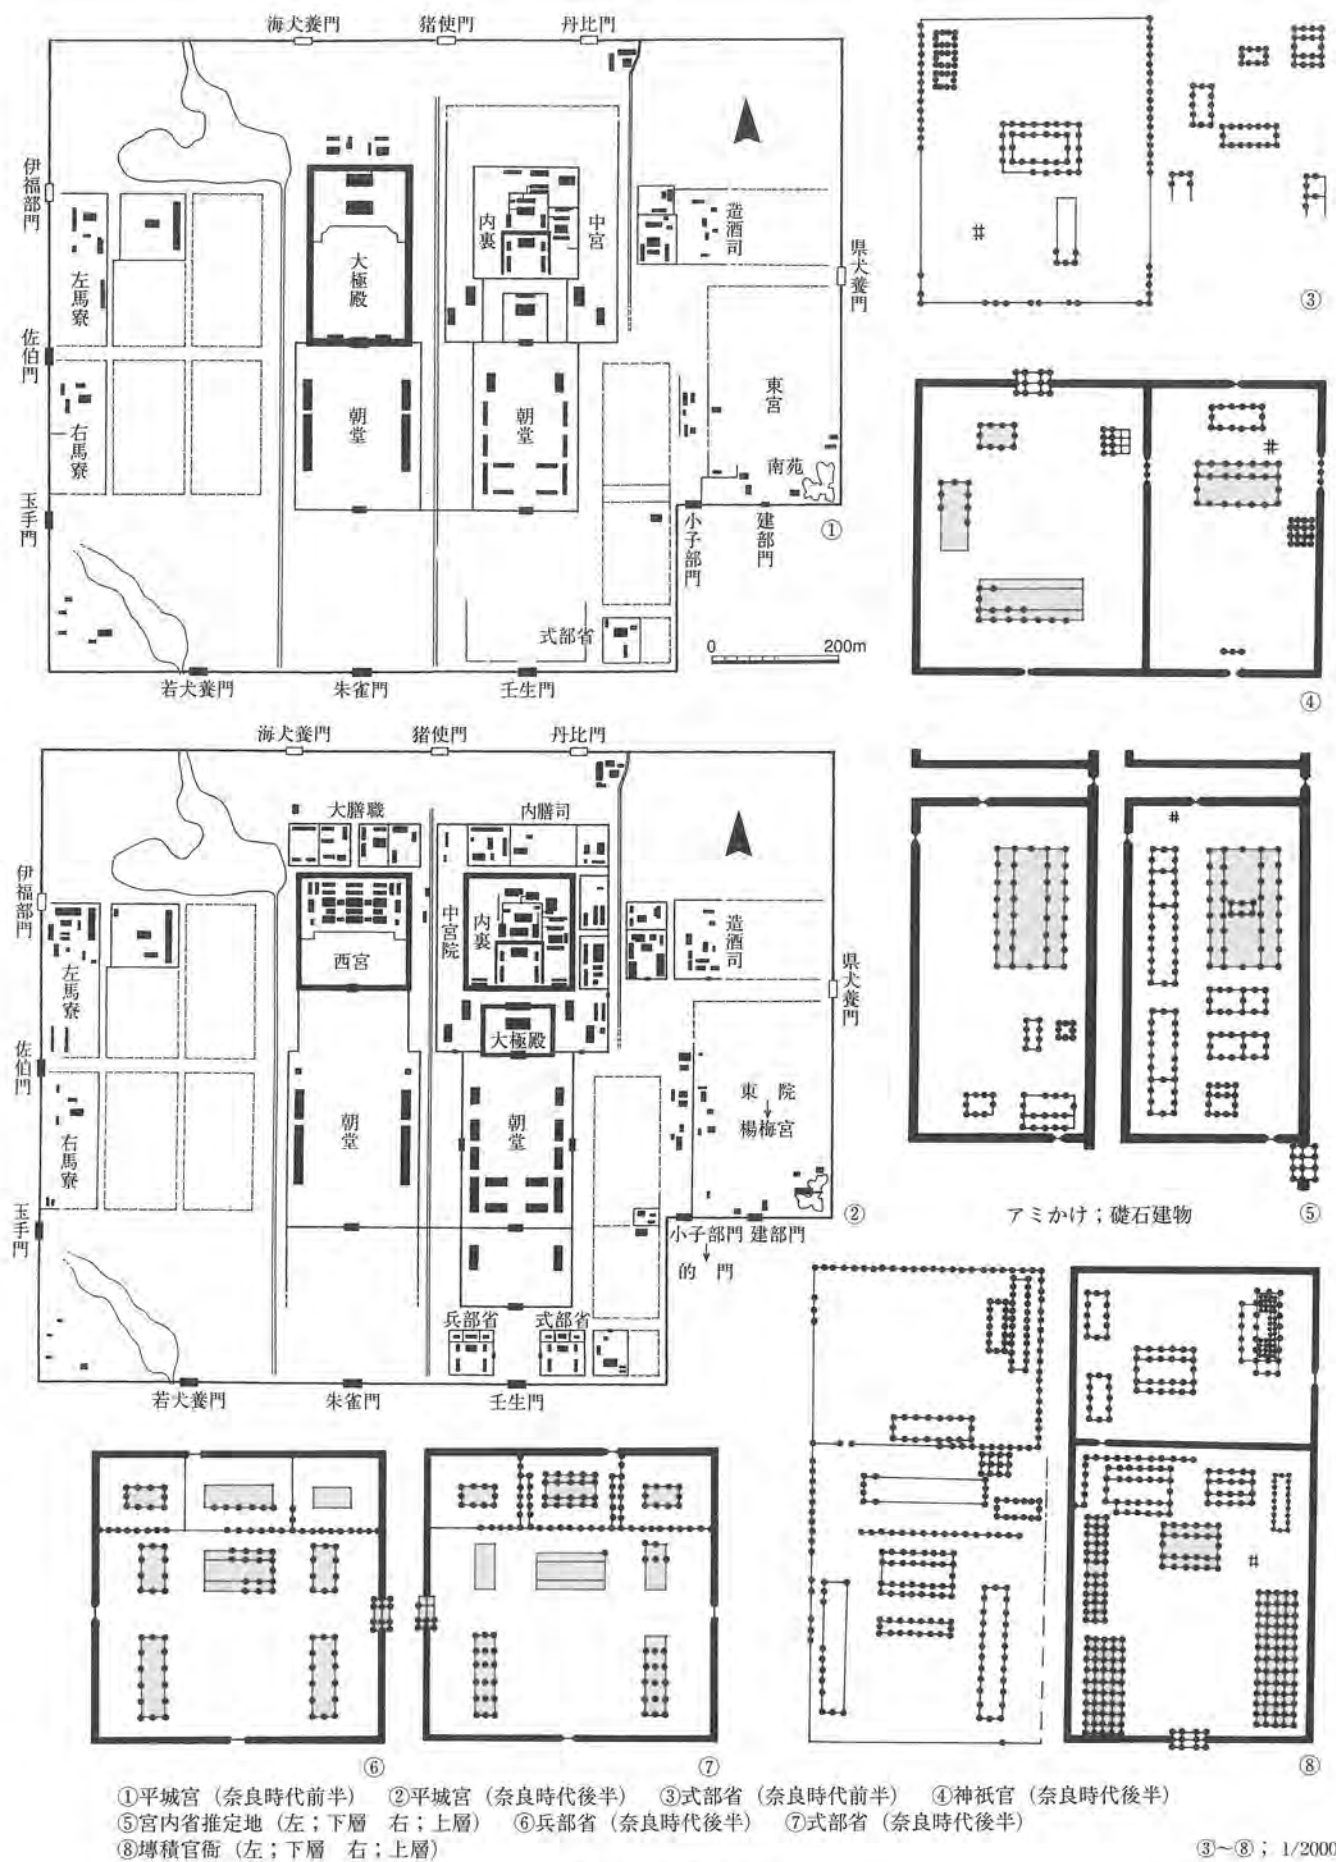 海犬養門
猪使門
丹比門
伊福部門
左馬寮
佐伯門
右馬寮
玉手門
大極殿
朝堂
内裏
中宮
朝堂
造酒司
県犬養門
東宮
南苑
小子部門
建部門
①
式部省
0 200m
若犬養門
朱雀門
壬生門
③
④
海犬養門
猪使門
丹比門
大膳職
内膳司
伊福部門
左馬寮
佐伯門
右馬寮
玉手門
西宮
中宮院
内裏
大極殿
朝堂
朝堂
造酒司
県犬養門
東院
↓
楊梅宮
②
小子部門 建部門
↓
的門
兵部省
式部省
若犬養門
朱雀門
壬生門
アミかけ；礎石建物
⑤
⑥
⑦
⑧
①平城宮（奈良時代前半） ②平城宮（奈良時代後半） ③式部省（奈良時代前半） ④神祇官（奈良時代後半）
⑤宮内省推定地（左；下層 右；上層） ⑥兵部省（奈良時代後半） ⑦式部省（奈良時代後半）
⑧塼積官衙（左；下層 右；上層）
③〜⑧；1/2000